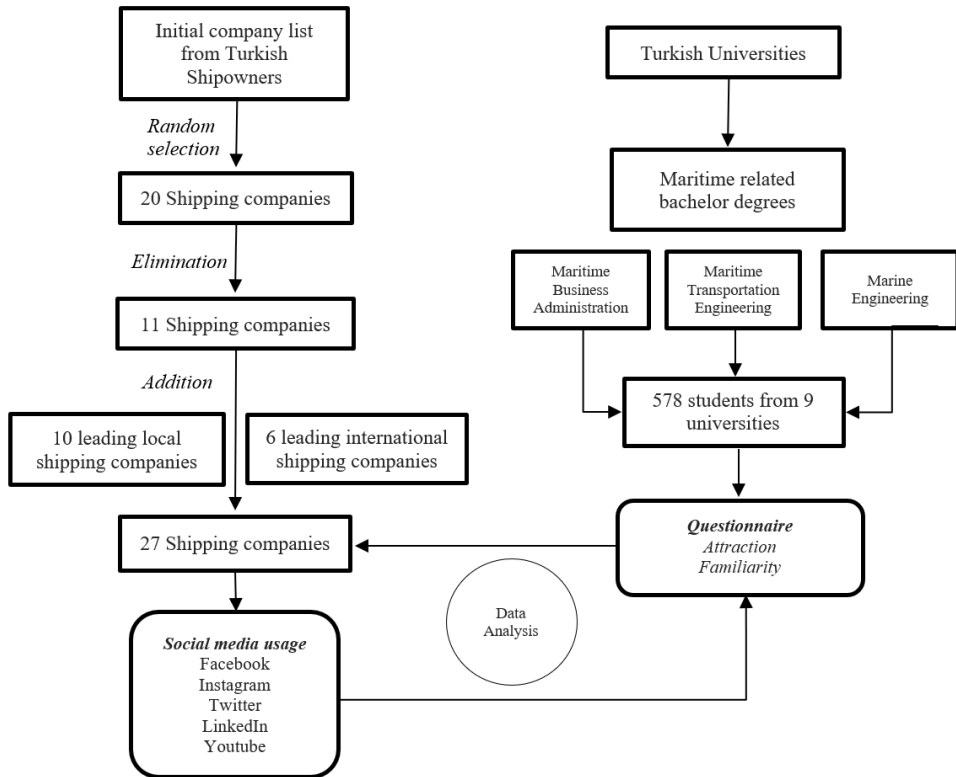 Initial company list
from Turkish
Shipowners
Random
selection
20 Shipping companies
Elimination
11 Shipping companies
Addition
10 leading local
shipping companies
6 leading international
shipping companies
27 Shipping companies
Social media usage
Facebook
Instagram
Twitter
LinkedIn
Youtube
Turkish Universities
Maritime related
bachelor degrees
Maritime
Business
Administration
Maritime
Transportation
Engineering
Marine
Engineering
578 students from 9
universities
Questionnaire
Attraction
Familiarity
Data
Analysis